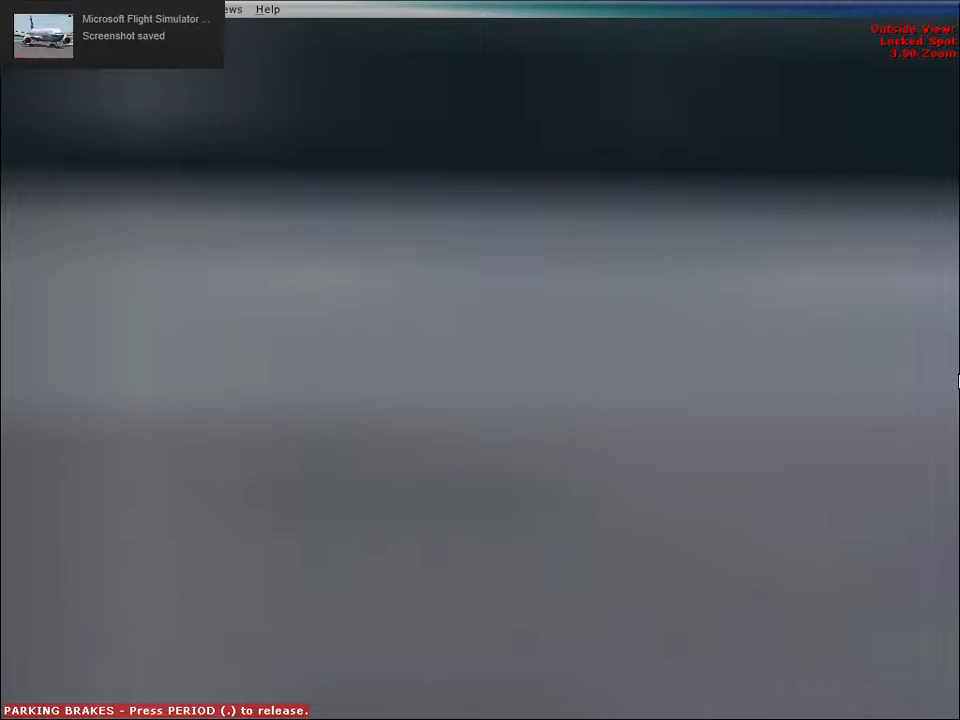 Microsoft Flight Simulator ...
Screenshot saved
ews Help
Outside View:
Locked Spot
3.00 Zoom
PARKING BRAKES - Press PERIOD (.) to release.